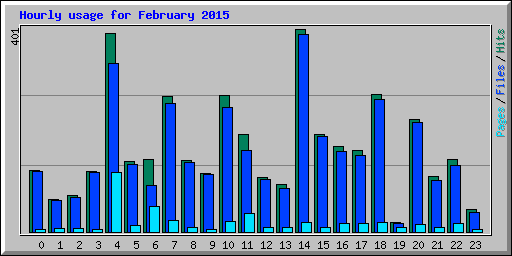 Hourly usage for February 2015
401
Pages / Files / Hits
0 1 2 3 4 5 6 7 8 9 10 11 12 13 14 15 16 17 18 19 20 21 22 23